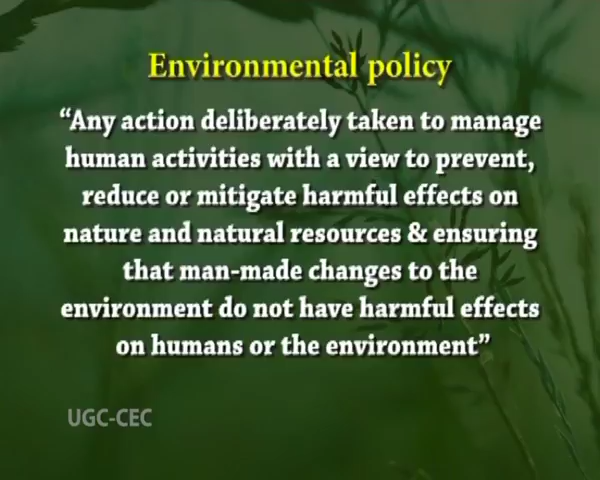 Environmental policy
“Any action deliberately taken to manage
human activities with a view to prevent,
reduce or mitigate harmful effects on
nature and natural resources & ensuring
that man-made changes to the
environment do not have harmful effects
on humans or the environment”
UGC-CEC